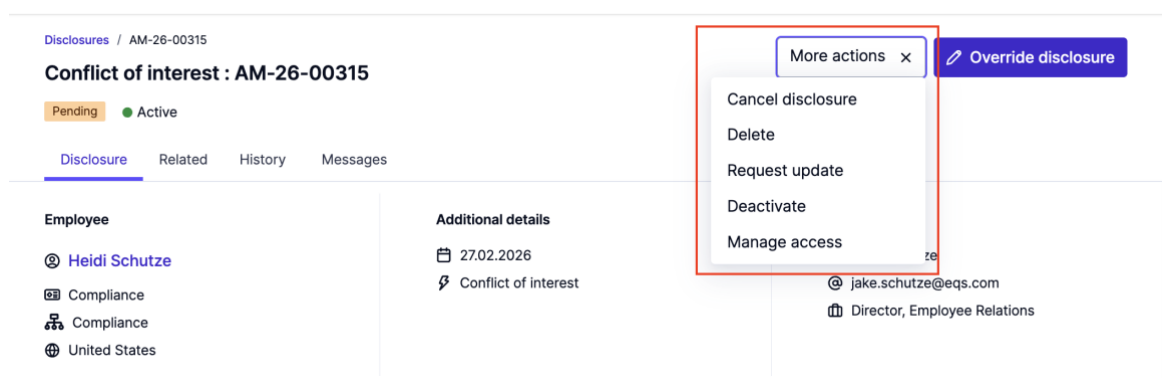 Disclosures / AM-26-00315
Conflict of interest : AM-26-00315
Pending Active
More actions
Override disclosure
Cancel disclosure
Delete
Request update
Deactivate
Manage access
Disclosure Related History Messages
Employee
Heidi Schutze
Compliance
Compliance
United States
Additional details
27.02.2026
Conflict of interest
jake.schutze@eqs.com
Director, Employee Relations